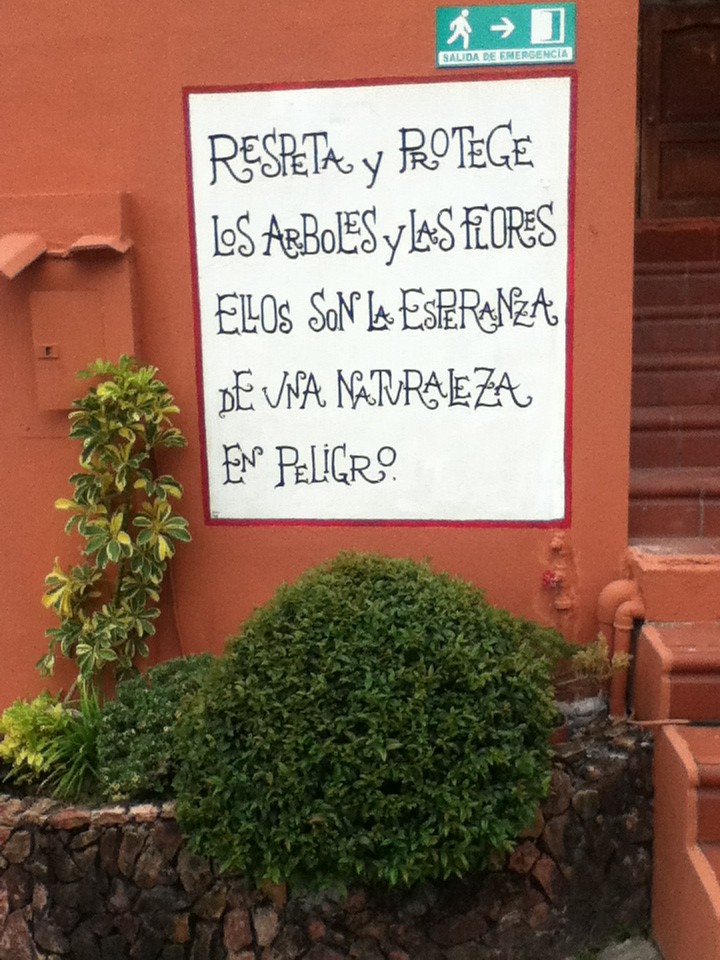 SALIDA DE EMERGENCIA
RESPETA y PROTEGE
LOS ARBOLES y LAS FLORES
ELLOS SON LA ESPERANZA
DE UNA NATURALEZA
EN PELIGRO.